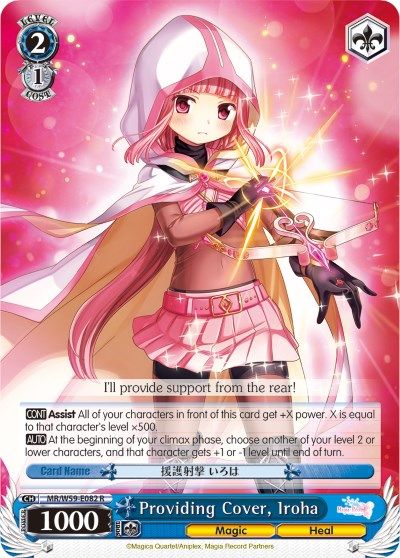 LEVEL
2
1
COST
I'll provide support from the rear!
CONT Assist All of your characters in front of this card get +X power. X is equal
to that character's level ×500.
AUTO At the beginning of your climax phase, choose another of your level 2 or
lower characters, and that character gets +1 or -1 level until end of turn.
Card Name 援護射撃 いろは
MR/W59-E082 R
POWER 1000
Providing Cover, Iroha
Magic Heal
©Magica Quartet/Aniplex, Magia Record Partners